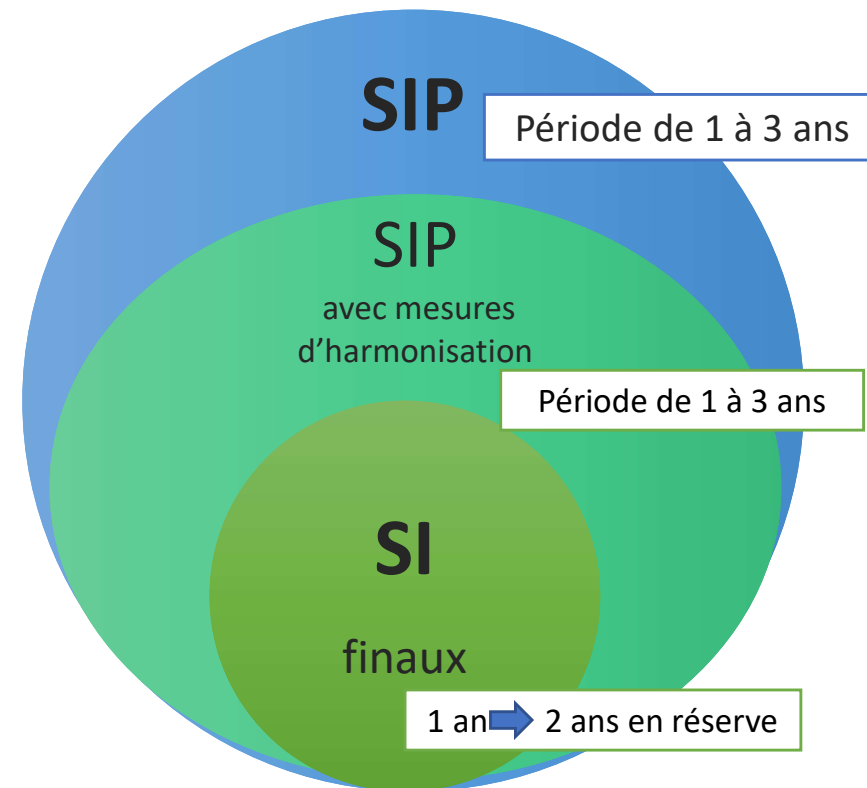 SIP
Période de 1 à 3 ans
SIP
avec mesures
d’harmonisation
Période de 1 à 3 ans
SI
finaux
1 an 2 ans en réserve